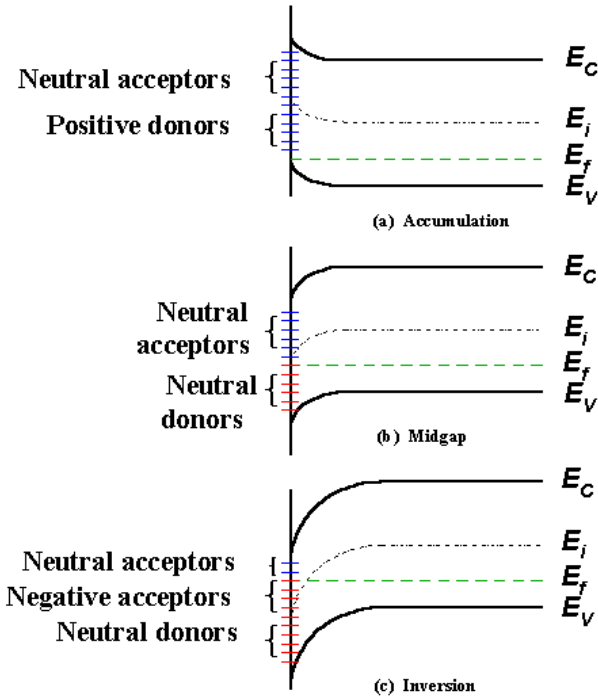 E_C
Neutral acceptors
E_i
Positive donors
E_f
E_V
(a) Accumulation
E_C
Neutral
acceptors
E_i
E_f
Neutral
donors
E_V
(b) Midgap
E_C
E_i
Neutral acceptors
E_f
Negative acceptors
E_V
Neutral donors
(c) Inversion